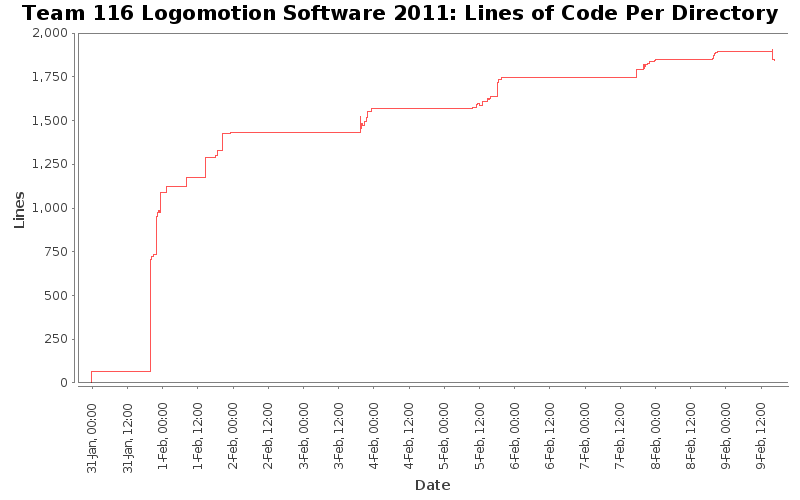 Team 116 Logomotion Software 2011: Lines of Code Per Directory
2,000
1,750
1,500
1,250
1,000
750
500
250
0
Lines
31-Jan, 00:00
31-Jan, 12:00
1-Feb, 00:00
1-Feb, 12:00
2-Feb, 00:00
2-Feb, 12:00
3-Feb, 00:00
3-Feb, 12:00
4-Feb, 00:00
4-Feb, 12:00
5-Feb, 00:00
5-Feb, 12:00
6-Feb, 00:00
6-Feb, 12:00
7-Feb, 00:00
7-Feb, 12:00
8-Feb, 00:00
8-Feb, 12:00
9-Feb, 00:00
9-Feb, 12:00
Date